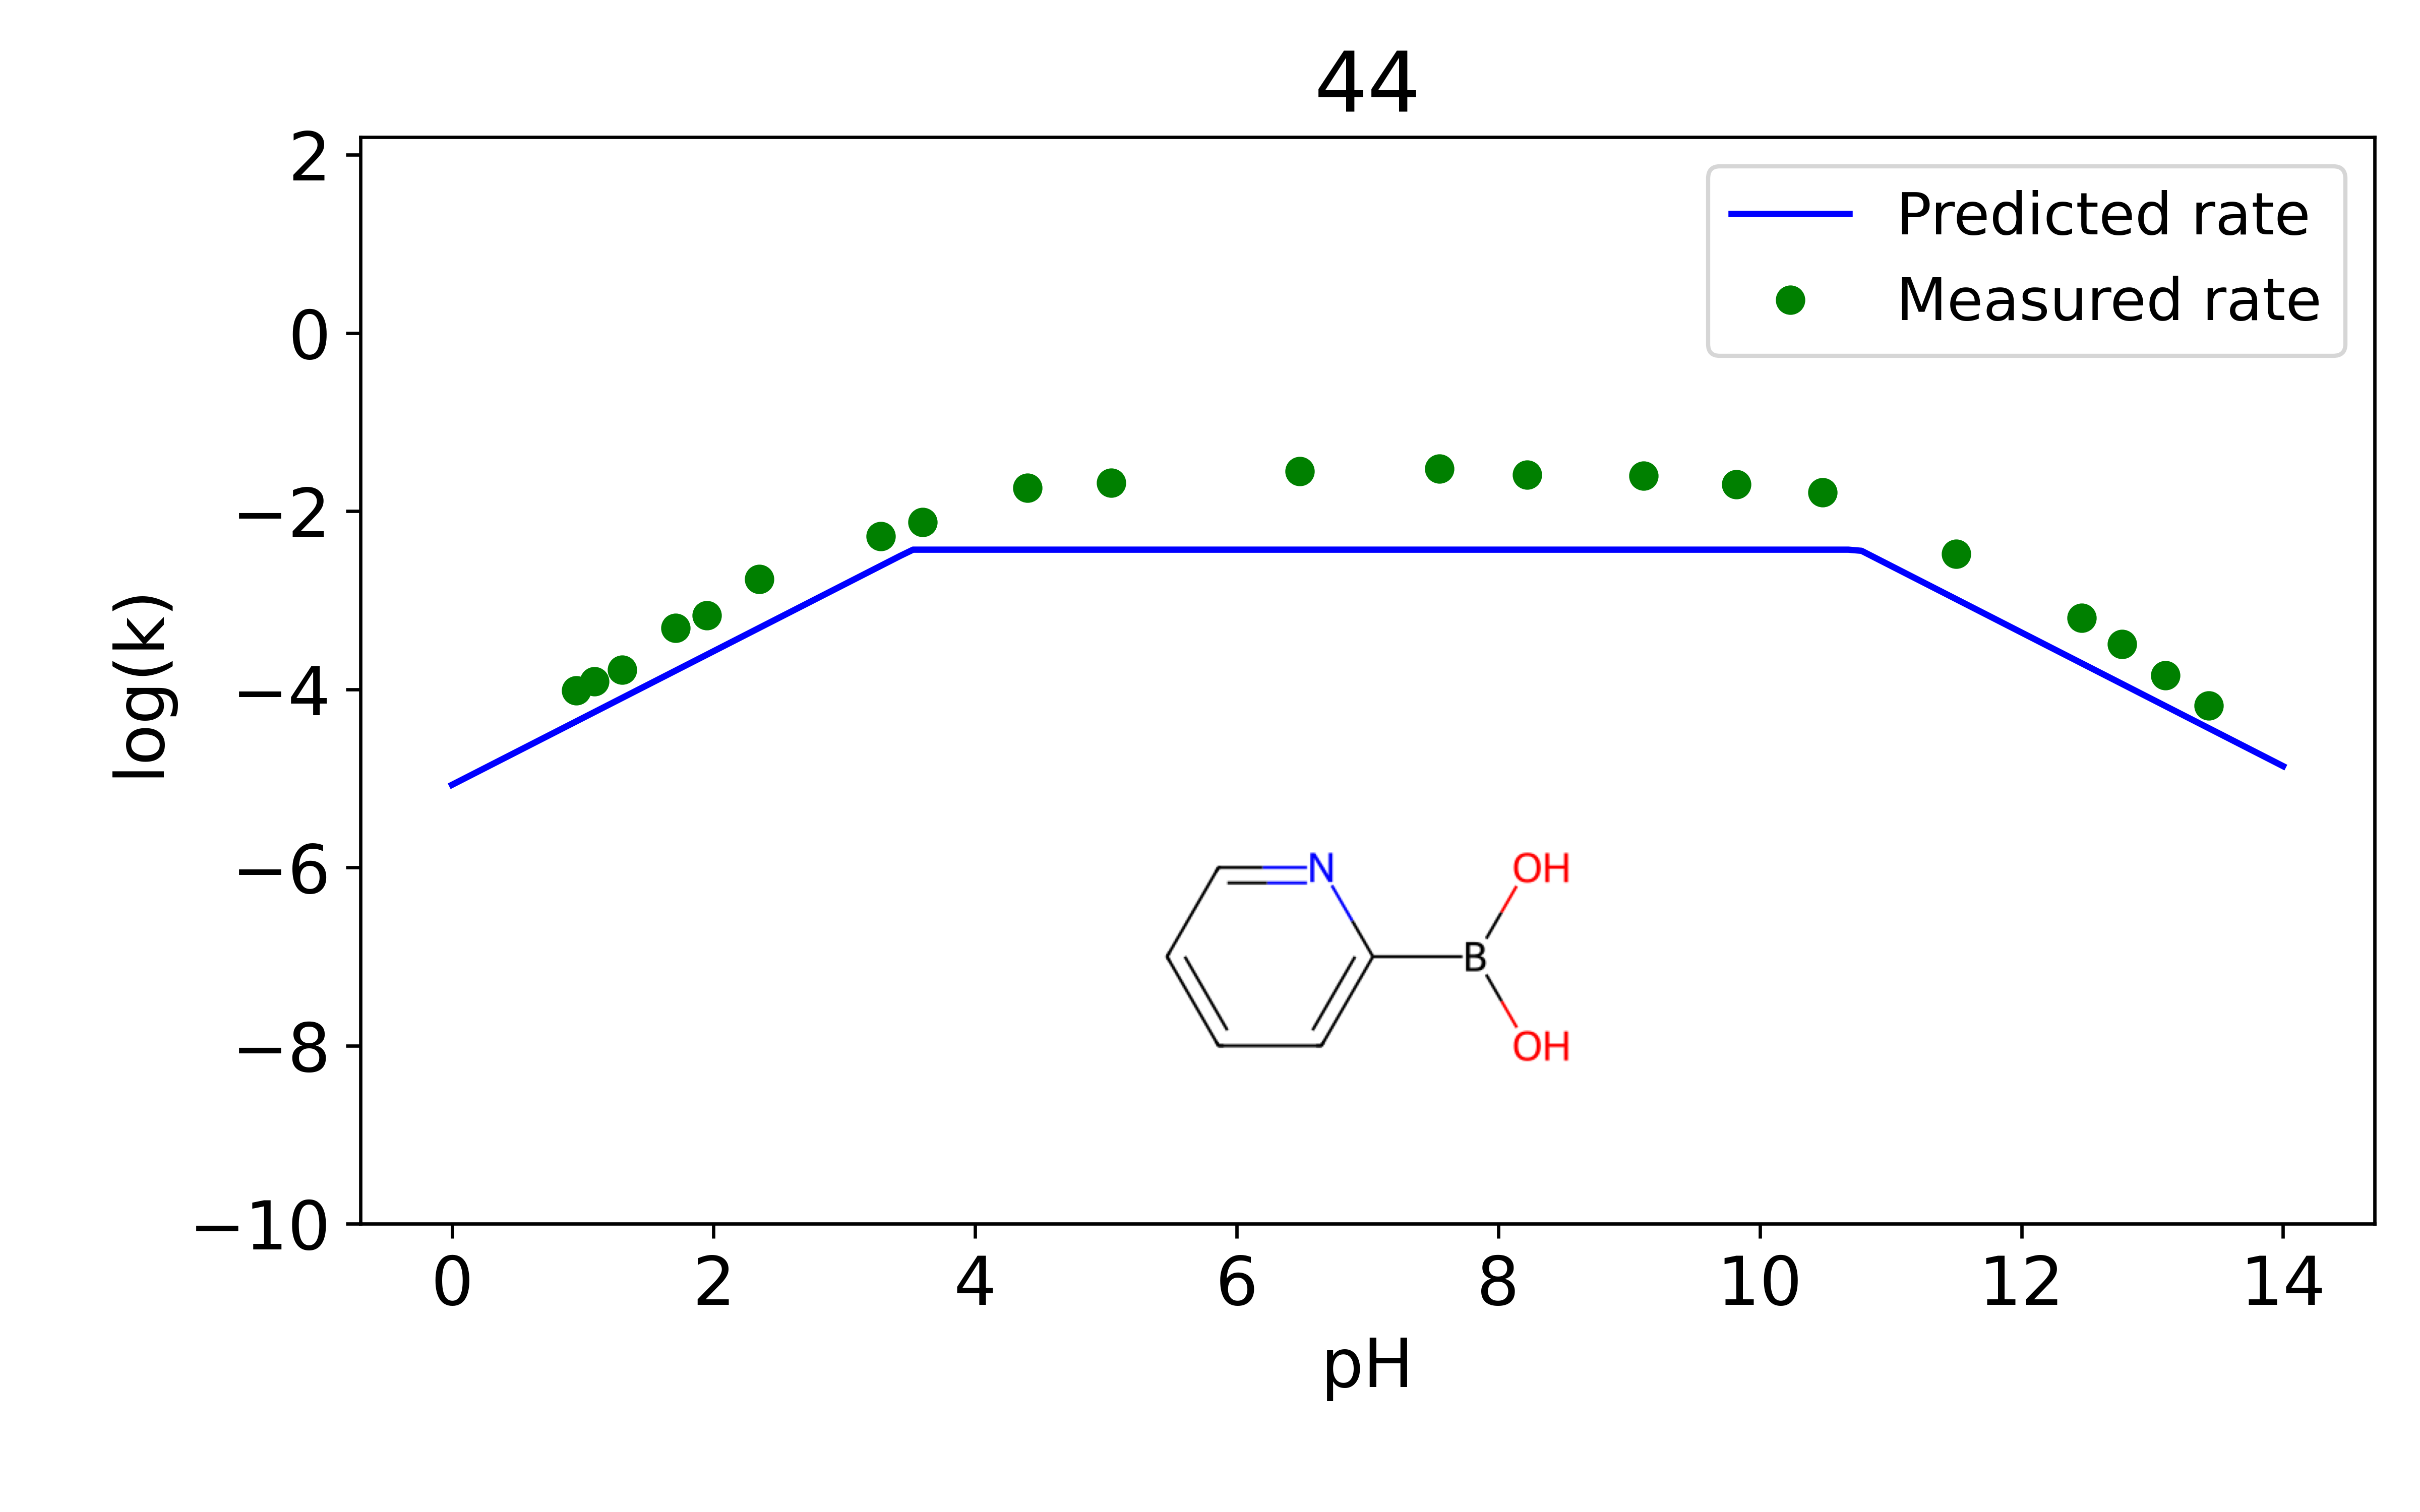 44
2
0
−2
−4
−6
−8
−10
log(k)
Predicted rate
Measured rate
N
OH
B
OH
0 2 4 6 8 10 12 14
pH